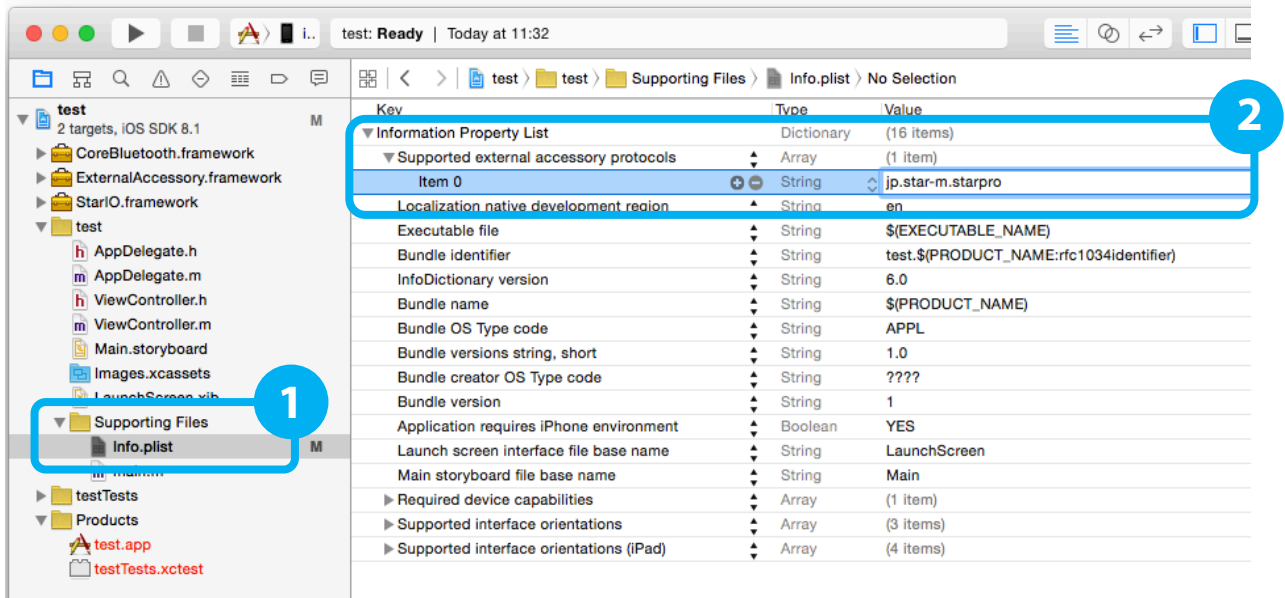 i..
test: Ready | Today at 11:32
test
2 targets, iOS SDK 8.1
M
CoreBluetooth.framework
ExternalAccessory.framework
StarIO.framework
test
h AppDelegate.h
m AppDelegate.m
h ViewController.h
m ViewController.m
Main.storyboard
Images.xcassets
LaunchScreen.xib
1
Supporting Files
Info.plist M
m main.m
testTests
Products
test.app
testTests.xctest
test test Supporting Files Info.plist No Selection
Key Type Value
2
Information Property List Dictionary (16 items)
Supported external accessory protocols Array (1 item)
Item 0 String jp.star-m.starpro
Localization native development region String en
Executable file String $(EXECUTABLE_NAME)
Bundle identifier String test.$(PRODUCT_NAME:rfc1034identifier)
InfoDictionary version String 6.0
Bundle name String $(PRODUCT_NAME)
Bundle OS Type code String APPL
Bundle versions string, short String 1.0
Bundle creator OS Type code String ????
Bundle version String 1
Application requires iPhone environment Boolean YES
Launch screen interface file base name String LaunchScreen
Main storyboard file base name String Main
Required device capabilities Array (1 item)
Supported interface orientations Array (3 items)
Supported interface orientations (iPad) Array (4 items)